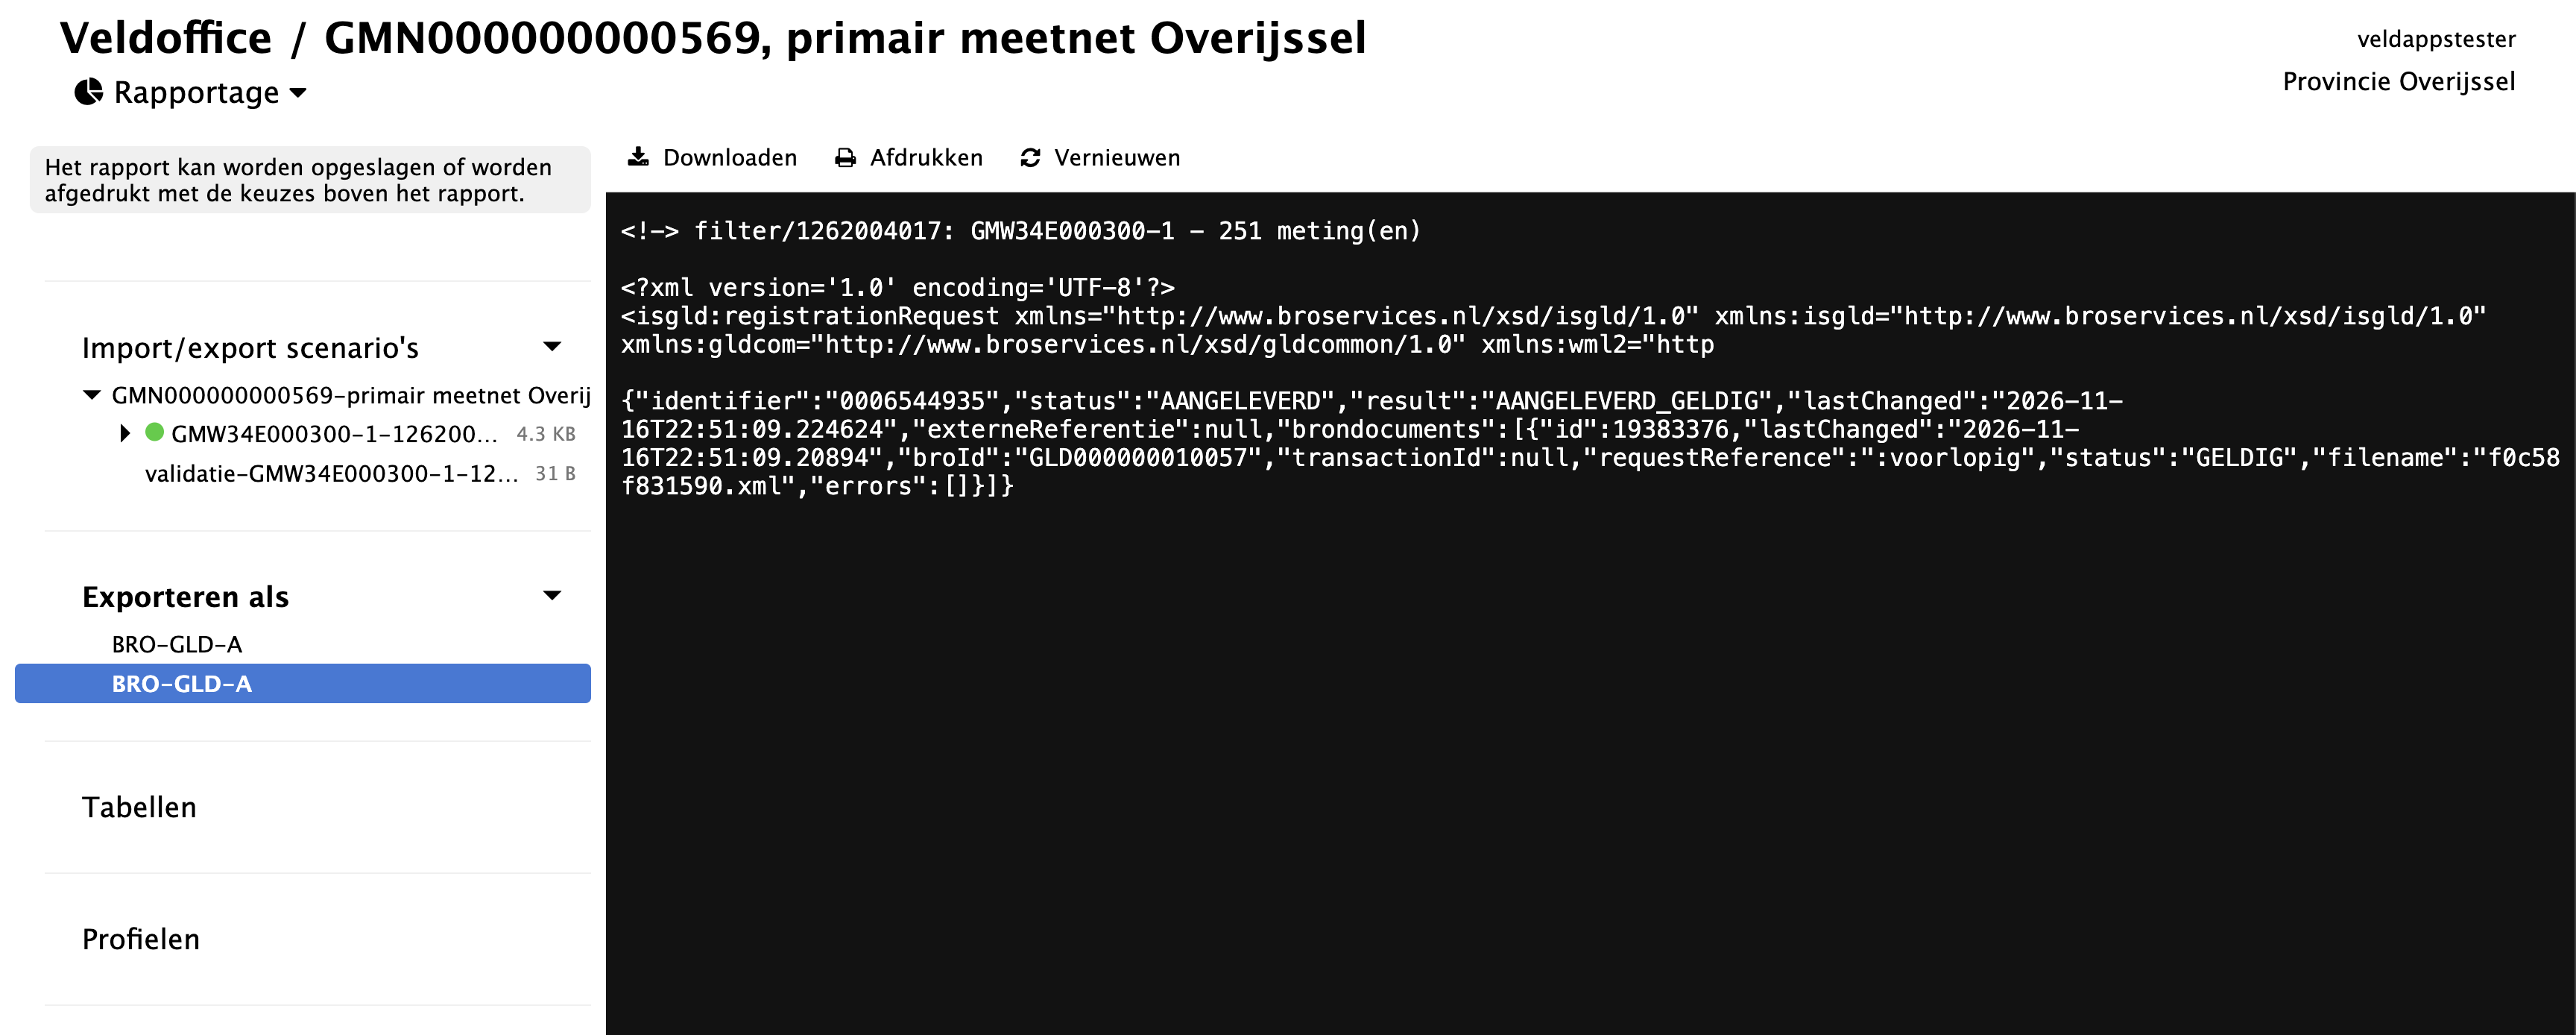 Veldoffice / GMN000000000569, primair meetnet Overijssel
veldappstester
Rapportage
Provincie Overijssel
Het rapport kan worden opgeslagen of worden
afgedrukt met de keuzes boven het rapport.
Import/export scenario's
GMN000000000569-primair meetnet Overij
GMW34E000300-1-126200... 4.3 KB
validatie-GMW34E000300-1-12... 31 B
Exporteren als
BRO-GLD-A
BRO-GLD-A
Tabellen
Profielen
Downloaden Afdrukken Vernieuwen
<!-> filter/1262004017: GMW34E000300-1 - 251 meting(en)
<?xml version='1.0' encoding='UTF-8'?>
<isgld:registrationRequest xmlns="http://www.broservices.nl/xsd/isgld/1.0" xmlns:isgld="http://www.broservices.nl/xsd/isgld/1.0"
xmlns:gldcom="http://www.broservices.nl/xsd/gldcommon/1.0" xmlns:wml2="http
{"identifier":"0006544935","status":"AANGELEVERD","result":"AANGELEVERD_GELDIG","lastChanged":"2026-11-
16T22:51:09.224624","externeReferentie":null,"brondocuments":[{"id":19383376,"lastChanged":"2026-11-
16T22:51:09.20894","broId":"GLD000000010057","transactionId":null,"requestReference":":voorlopig","status":"GELDIG","filename":"f0c58
f831590.xml","errors":[]}]}